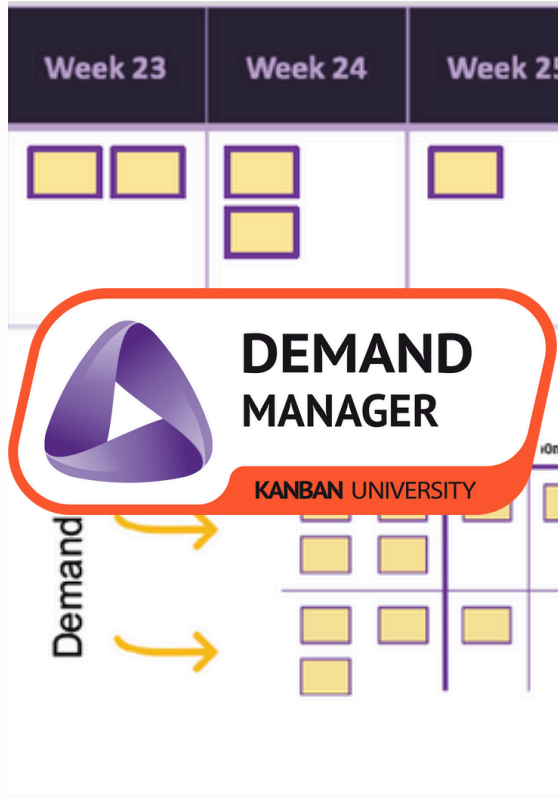 Week 23
Week 24
Week 25
DEMAND
MANAGER
KANBAN UNIVERSITY
Demand